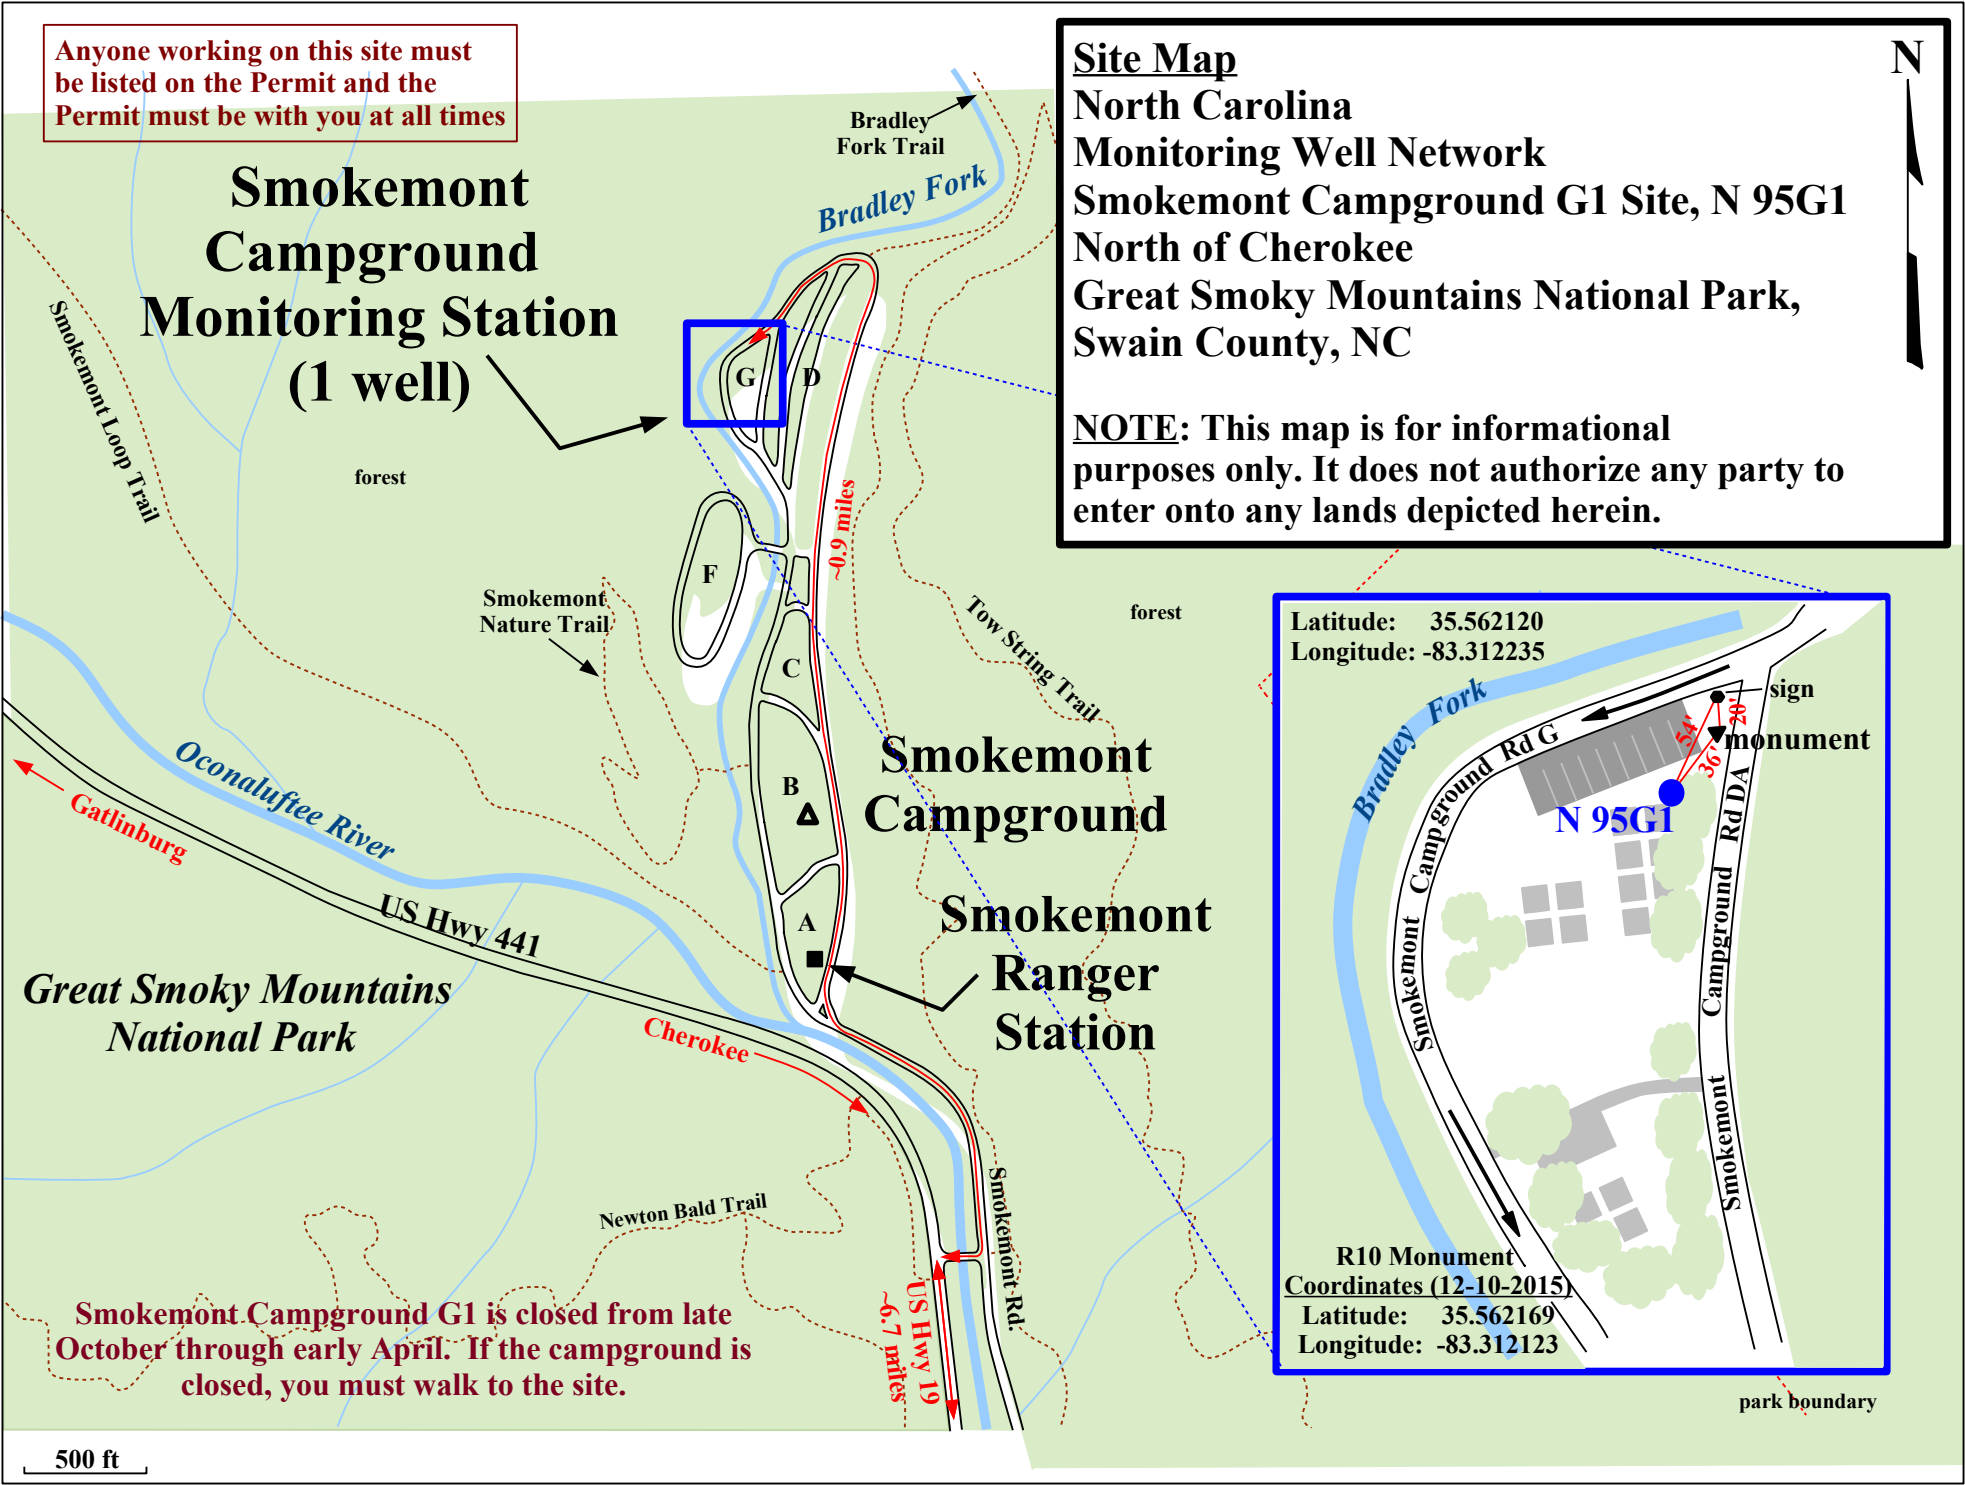 Anyone working on this site must
be listed on the Permit and the
Permit must be with you at all times
Site Map
North Carolina
Monitoring Well Network
Smokemont Campground G1 Site, N 95G1
North of Cherokee
Great Smoky Mountains National Park,
Swain County, NC
NOTE: This map is for informational
purposes only. It does not authorize any party to
enter onto any lands depicted herein.
N
Bradley
Fork Trail
Bradley Fork
Smokemont
Campground
Monitoring Station
(1 well)
Smokemont Loop Trail
forest
G
D
~0.9 miles
F
Smokemont
Nature Trail
C
Tow String Trail
forest
Oconaluftee River
Gatlinburg
US Hwy 441
B
Smokemont
Campground
A
Smokemont
Ranger
Station
Great Smoky Mountains
National Park
Cherokee
Newton Bald Trail
Smokemont Rd.
US Hwy 19
~6.7 miles
Smokemont Campground G1 is closed from late
October through early April. If the campground is
closed, you must walk to the site.
500 ft
Latitude: 35.562120
Longitude: -83.312235
Bradley Fork
sign
20'
54'
monument
36'
N 95G1
Smokemont Campground Rd G
Smokemont Campground Rd DA
R10 Monument
Coordinates (12-10-2015)
Latitude: 35.562169
Longitude: -83.312123
park boundary